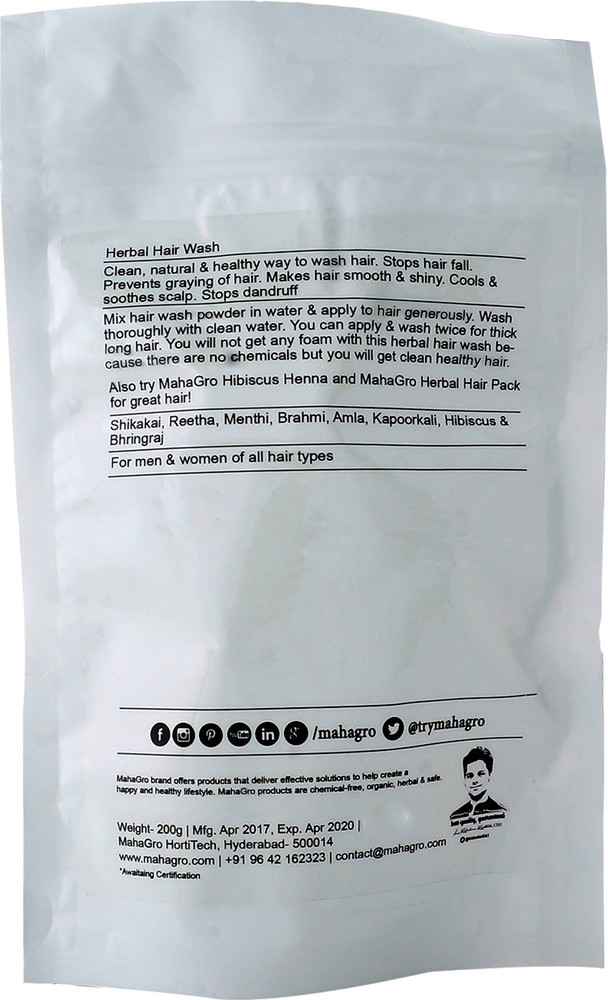 Herbal Hair Wash
Clean, natural & healthy way to wash hair. Stops hair fall.
Prevents graying of hair. Makes hair smooth & shiny. Cools &
soothes scalp. Stops dandruff
Mix hair wash powder in water & apply to hair generously. Wash
thoroughly with clean water. You can apply & wash twice for thick
long hair. You will not get any foam with this herbal hair wash be-
cause there are no chemicals but you will get clean healthy hair.
Also try MahaGro Hibiscus Henna and MahaGro Herbal Hair Pack
for great hair!
Shikakai, Reetha, Menthi, Brahmi, Amla, Kapoorkali, Hibiscus &
Bhringraj
For men & women of all hair types
/mahagro @trymahagro
MahaGro brand offers products that deliver effective solutions to help create a
happy and healthy lifestyle. MahaGro products are chemical-free, organic, herbal & safe.
best quality, guaranteed
Weight- 200g | Mfg. Apr 2017, Exp. Apr 2020 |
MahaGro HortiTech, Hyderabad- 500014
www.mahagro.com | +91 96 42 162323 | contact@mahagro.com
*Awaitaing Certification